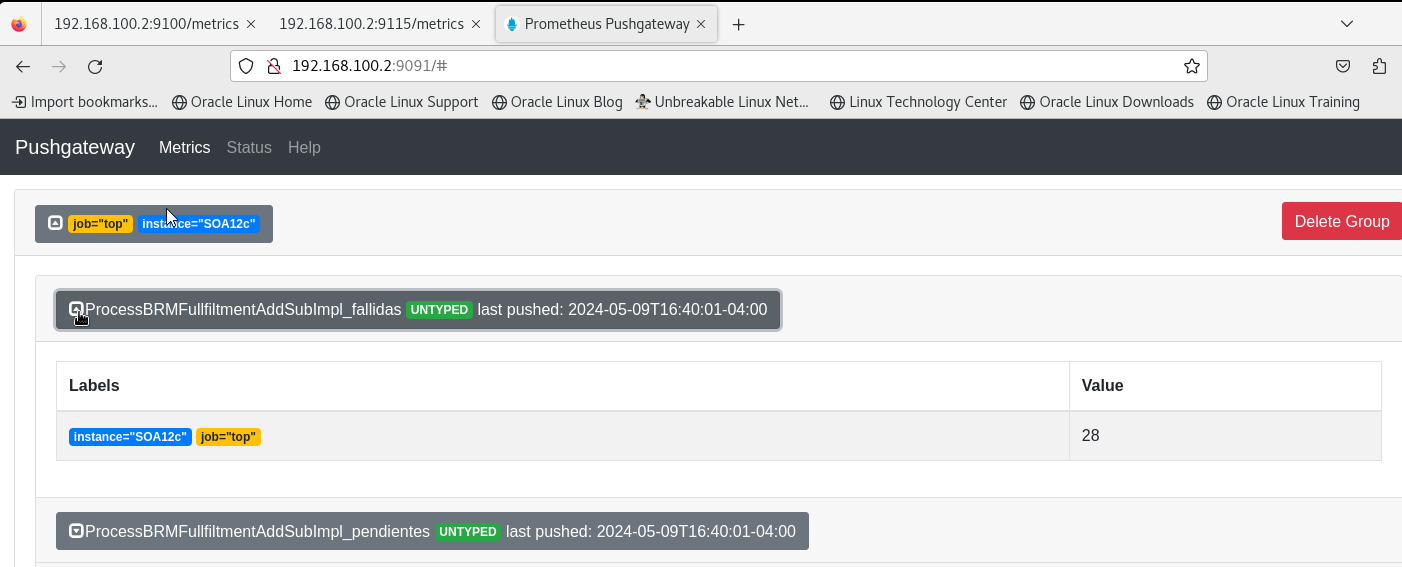 192.168.100.2:9100/metrics × 192.168.100.2:9115/metrics × Prometheus Pushgateway × +
192.168.100.2:9091/#
Import bookmarks... Oracle Linux Home Oracle Linux Support Oracle Linux Blog Unbreakable Linux Net... Linux Technology Center Oracle Linux Downloads Oracle Linux Training
Pushgateway Metrics Status Help
job="top" instance="SOA12c" Delete Group
ProcessBRMFullfiltmentAddSubImpl_fallidas UNTYPED last pushed: 2024-05-09T16:40:01-04:00
Labels Value
instance="SOA12c" job="top" 28
ProcessBRMFullfiltmentAddSubImpl_pendientes UNTYPED last pushed: 2024-05-09T16:40:01-04:00